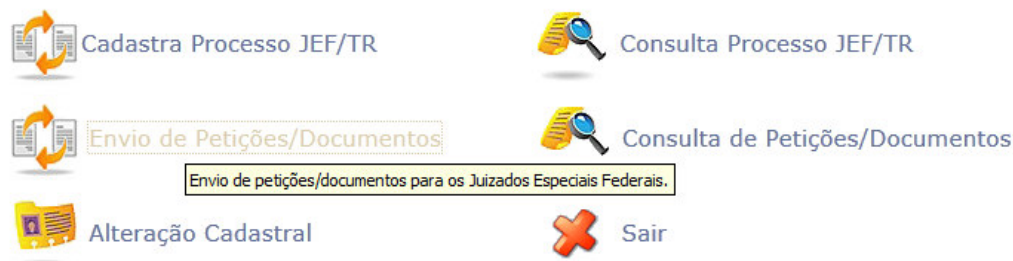 Cadastra Processo JEF/TR
Consulta Processo JEF/TR
Envio de Petições/Documentos
Consulta de Petições/Documentos
Envio de petições/documentos para os Juizados Especiais Federais.
Alteração Cadastral
Sair